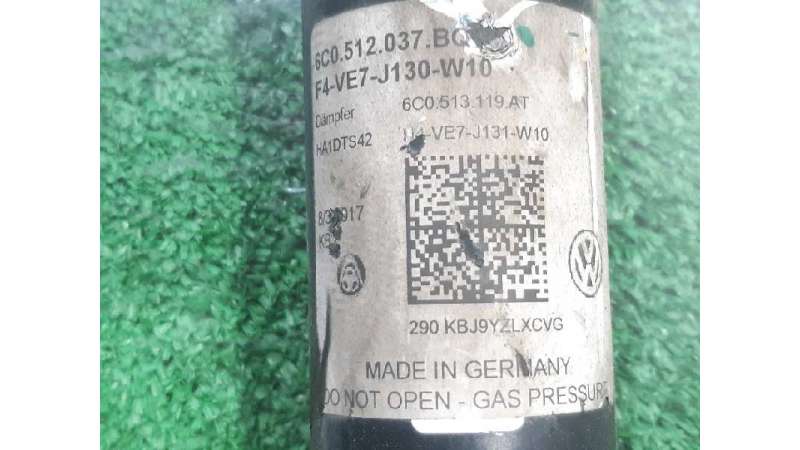 6C0.512.037.BQ
F4-VE7-J130-W10
6C0.513.119.AT
Dämpfer
HA1DTS42
-VE7-J131-W10
290 KBJ9YZLXCVG
MADE IN GERMANY
DO NOT OPEN - GAS PRESSURE